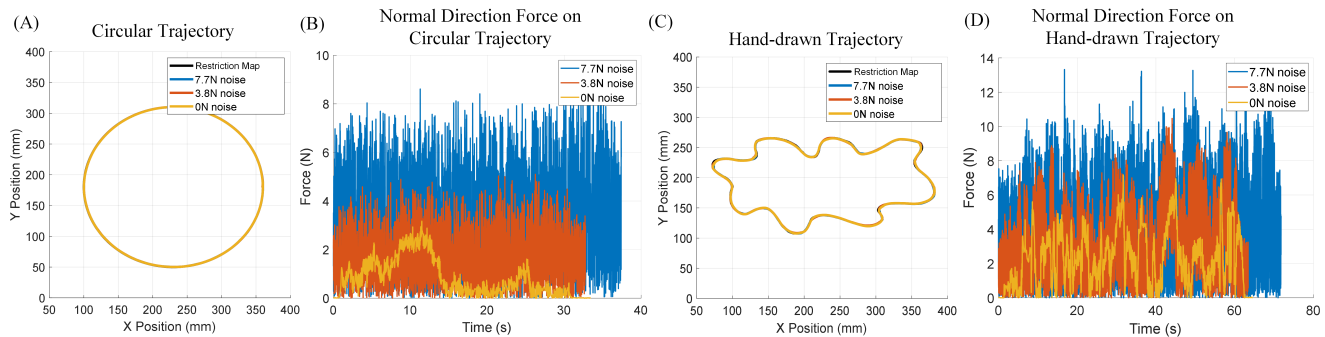 (A)
Circular Trajectory
400
350
300
250
200
150
100
50
0
Y Position (mm)
50 100 150 200 250 300 350 400
X Position (mm)
Restriction Map
7.7N noise
3.8N noise
0N noise
(B)
Normal Direction Force on
Circular Trajectory
10
8
6
4
2
0
Force (N)
0 10 20 30 40
Time (s)
7.7N noise
3.8N noise
0N noise
(C)
Hand-drawn Trajectory
400
350
300
250
200
150
100
50
0
Y Position (mm)
50 100 150 200 250 300 350 400
X Position (mm)
Restriction Map
7.7N noise
3.8N noise
0N noise
(D)
Normal Direction Force on
Hand-drawn Trajectory
14
12
10
8
6
4
2
0
Force (N)
0 20 40 60 80
Time (s)
7.7N noise
3.8N noise
0N noise